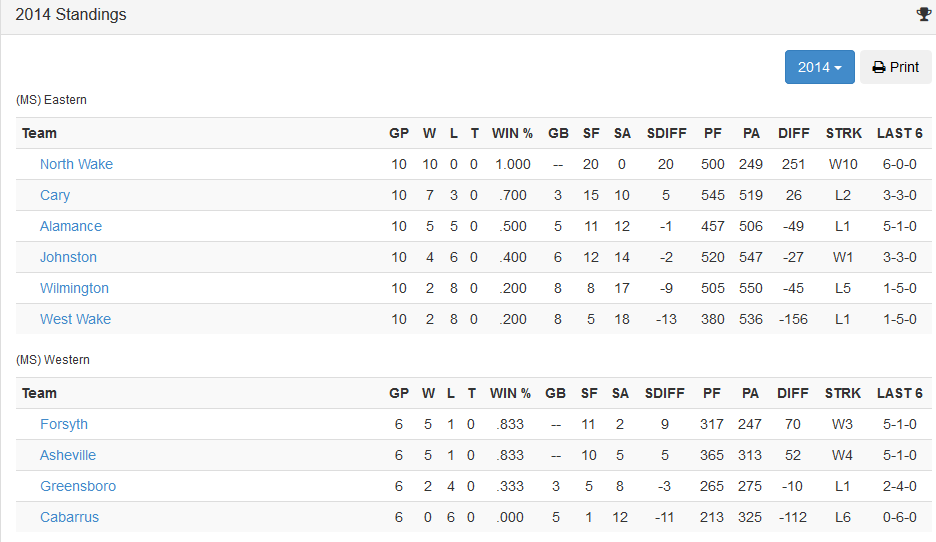 2014 Standings
2014 Print
(MS) Eastern
Team GP W L T WIN % GB SF SA SDIFF PF PA DIFF STRK LAST 6
North Wake 10 10 0 0 1.000 -- 20 0 20 500 249 251 W10 6-0-0
Cary 10 7 3 0 .700 3 15 10 5 545 519 26 L2 3-3-0
Alamance 10 5 5 0 .500 5 11 12 -1 457 506 -49 L1 5-1-0
Johnston 10 4 6 0 .400 6 12 14 -2 520 547 -27 W1 3-3-0
Wilmington 10 2 8 0 .200 8 8 17 -9 505 550 -45 L5 1-5-0
West Wake 10 2 8 0 .200 8 5 18 -13 380 536 -156 L1 1-5-0
(MS) Western
Team GP W L T WIN % GB SF SA SDIFF PF PA DIFF STRK LAST 6
Forsyth 6 5 1 0 .833 -- 11 2 9 317 247 70 W3 5-1-0
Asheville 6 5 1 0 .833 -- 10 5 5 365 313 52 W4 5-1-0
Greensboro 6 2 4 0 .333 3 5 8 -3 265 275 -10 L1 2-4-0
Cabarrus 6 0 6 0 .000 5 1 12 -11 213 325 -112 L6 0-6-0